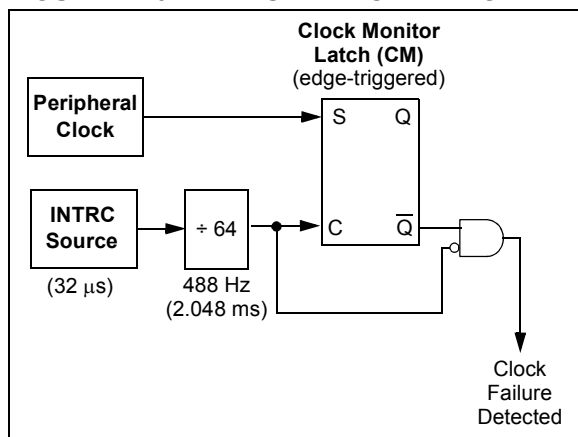 Clock Monitor
Latch (CM)
(edge-triggered)
Peripheral
Clock
S Q
INTRC
Source
÷ 64
C Q̅
(32 μs)
488 Hz
(2.048 ms)
Clock
Failure
Detected